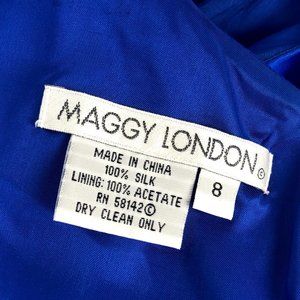 MAGGY LONDON®
MADE IN CHINA
100% SILK
LINING: 100% ACETATE
RN 58142©
DRY CLEAN ONLY
8